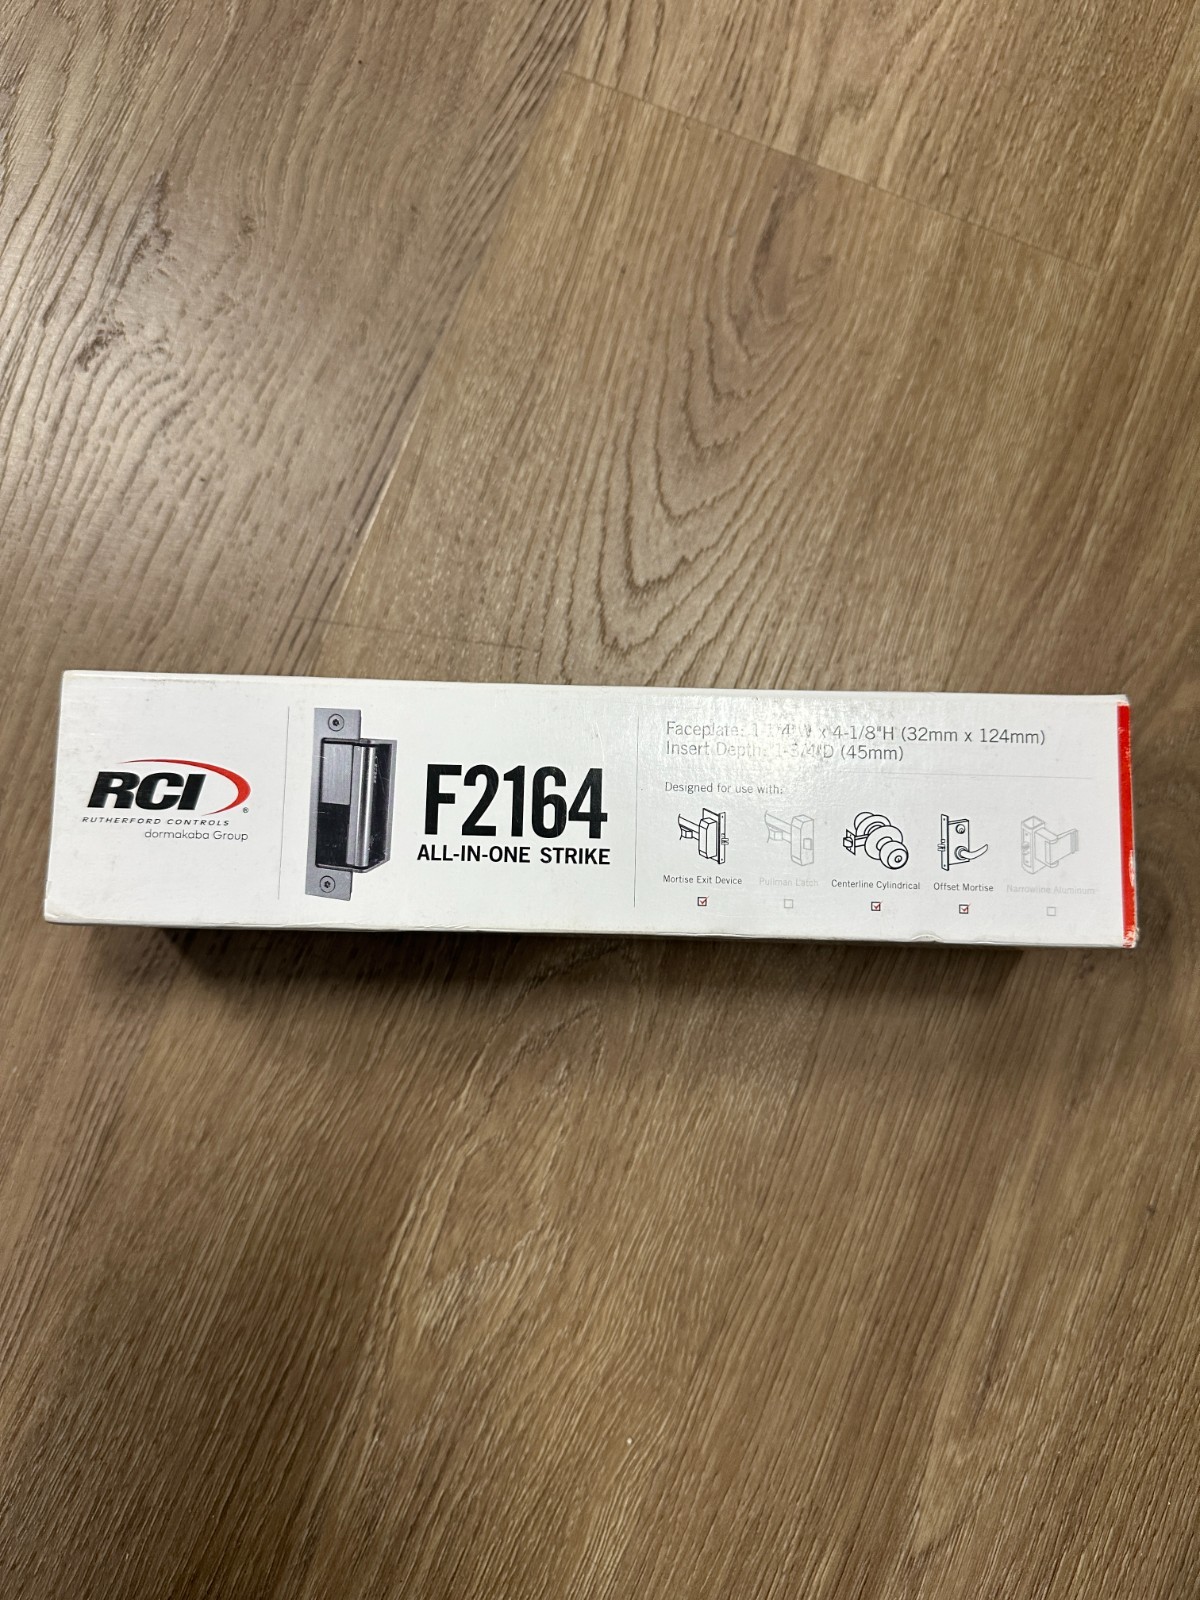 RCI
®
RUTHERFORD CONTROLS
dormakaba Group
F2164
ALL-IN-ONE STRIKE
Faceplate: 1-1/4"W x 4-1/8"H (32mm x 124mm)
Insert Depth: 1-3/4"D (45mm)
Designed for use with:
Mortise Exit Device
Pullman Latch
Centerline Cylindrical
Offset Mortise
Narrowline Aluminum